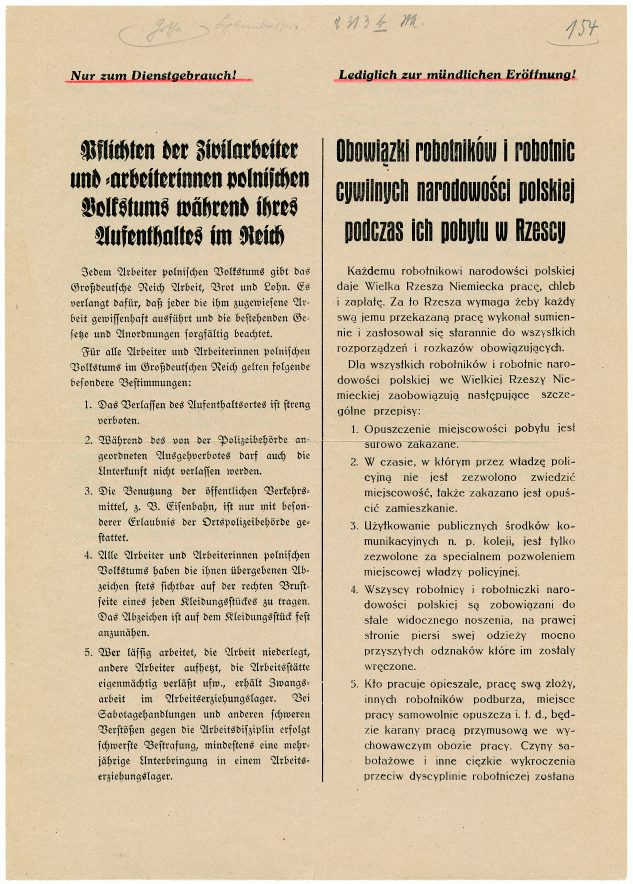 154
Nur zum Dienstgebrauch!
Lediglich zur mündlichen Eröffnung!
Pflichten der Zivilarbeiter
und -arbeiterinnen polnischen
Volkstums während ihres
Aufenthaltes im Reich
Jedem Arbeiter polnischen Volkstums gibt das
Großdeutsche Reich Arbeit, Brot und Lohn. Es
verlangt dafür, daß jeder die ihm zugewiesene Ar-
beit gewissenhaft ausführt und die bestehenden Ge-
setze und Anordnungen sorgfältig beachtet.
Für alle Arbeiter und Arbeiterinnen polnischen
Volkstums im Großdeutschen Reich gelten folgende
besondere Bestimmungen:
1. Das Verlassen des Aufenthaltsortes ist streng
verboten.
2. Während des von der Polizeibehörde an-
geordneten Ausgehverbotes darf auch die
Unterkunft nicht verlassen werden.
3. Die Benutzung der öffentlichen Verkehrs-
mittel, z. B. Eisenbahn, ist nur mit beson-
derer Erlaubnis der Ortspolizeibehörde ge-
stattet.
4. Alle Arbeiter und Arbeiterinnen polnischen
Volkstums haben die ihnen übergebenen Ab-
zeichen stets sichtbar auf der rechten Brust-
seite eines jeden Kleidungsstückes zu tragen.
Das Abzeichen ist auf dem Kleidungsstück fest
anzunähen.
5. Wer lässig arbeitet, die Arbeit niederlegt,
andere Arbeiter aufhetzt, die Arbeitsstätte
eigenmächtig verläßt usw., erhält Zwangs-
arbeit im Arbeitserziehungslager. Bei
Sabotagehandlungen und anderen schweren
Verstößen gegen die Arbeitsdisziplin erfolgt
schwerste Bestrafung, mindestens eine mehr-
jährige Unterbringung in einem Arbeits-
erziehungslager.
Obowiązki robotników i robotnic
cywilnych narodowości polskiej
podczas ich pobytu w Rzescy
Każdemu robotnikowi narodowości polskiej
daje Wielka Rzesza Niemiecka pracę, chleb
i zapłatę. Za to Rzesza wymaga żeby każdy
swą jemu przekazaną pracę wykonał sumien-
nie i zastosował się starannie do wszystkich
rozporządzeń i rozkazów obowiązujących.
Dla wszystkich robotników i robotnic naro-
dowości polskiej we Wielkiej Rzeszy Nie-
mieckiej zaobowiązują następujące szcze-
gólne przepisy:
1. Opuszczenie miejscowości pobytu jest
surowo zakazane.
2. W czasie, w którym przez władzę poli-
cyjną nie jest zezwolono zwiedzić
miejscowość, także zakazano jest opuś-
cić zamieszkanie.
3. Użytkowanie publicznych środków ko-
munikacyjnych n. p. koleji, jest tylko
zezwolone za specialnem pozwoleniem
miejscowej władzy policyjnej.
4. Wszyscy robotnicy i robotniczki naro-
dowości polskiej są zobowiązani do
stale widocznego noszenia, na prawej
stronie piersi swej odzieży mocno
przyszytych odznaków które im zostały
wręczone.
5. Kto pracuje opieszale, pracę swą złoży,
innych robotników podburza, miejsce
pracy samowolnie opuszcza i. t. d., będ-
zie karany pracą przymusową we wy-
chowawczym obozie pracy. Czyny sa-
botażowe i inne ciężkie wykroczenia
przeciw dyscyplinie robotniczej zostaną